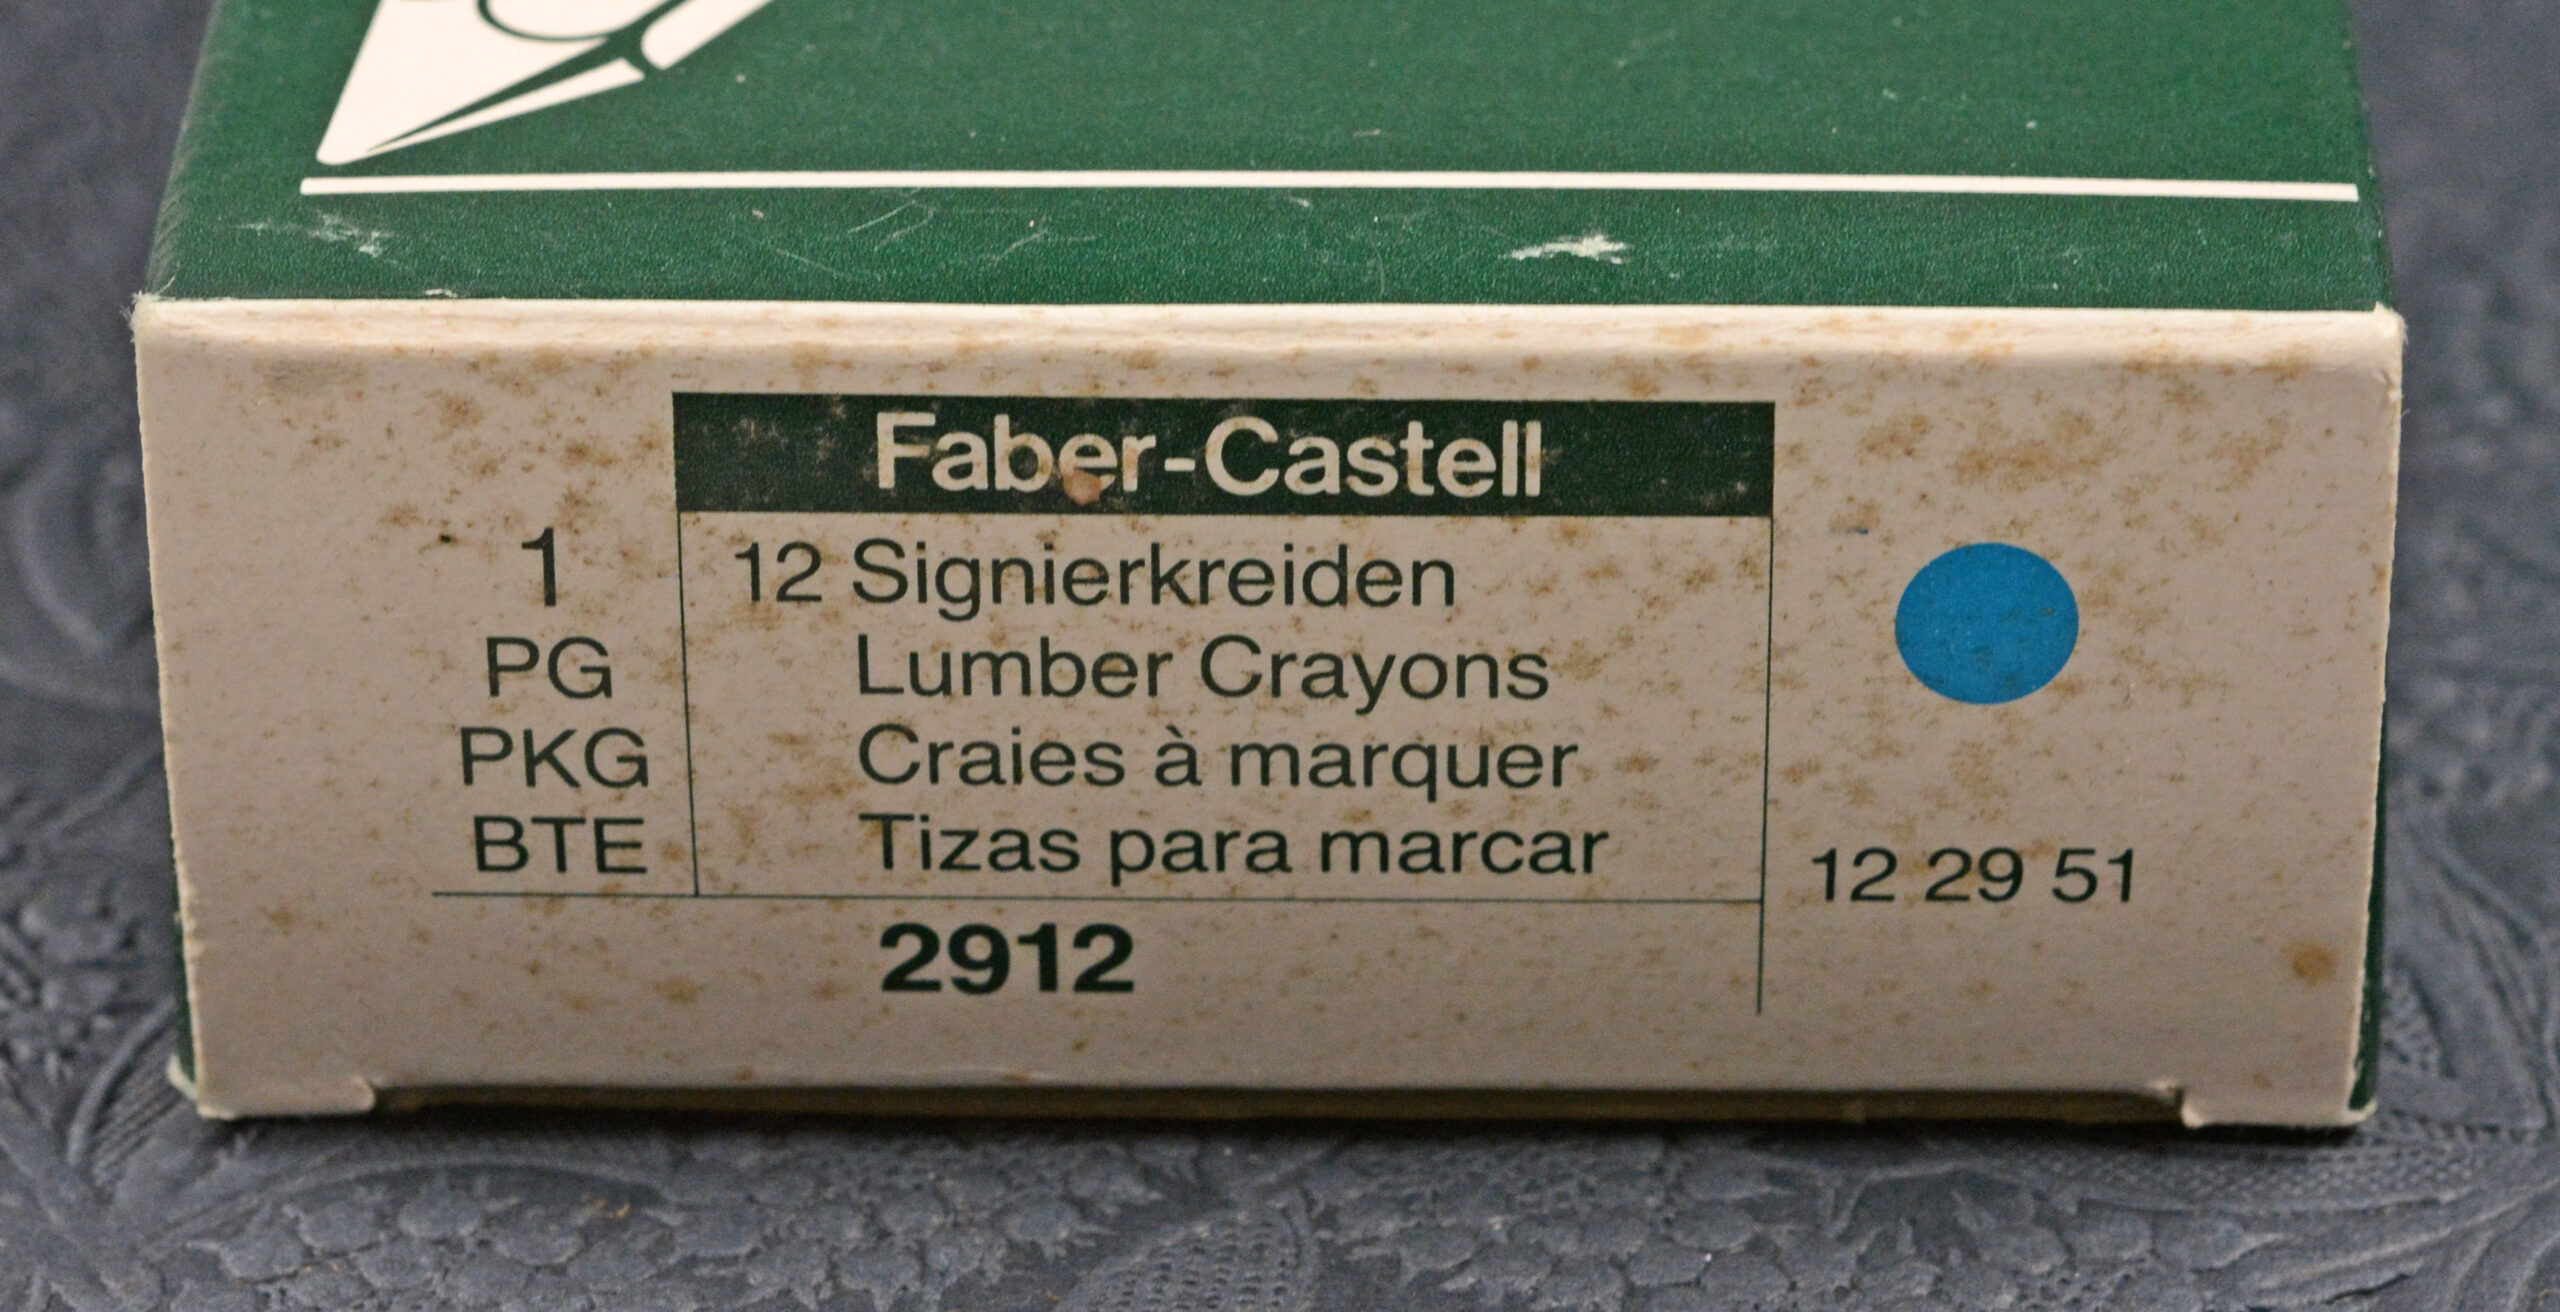 Faber-Castell
1
12 Signierkreiden
PG
Lumber Crayons
PKG
Craies à marquer
BTE
Tizas para marcar
12 29 51
2912